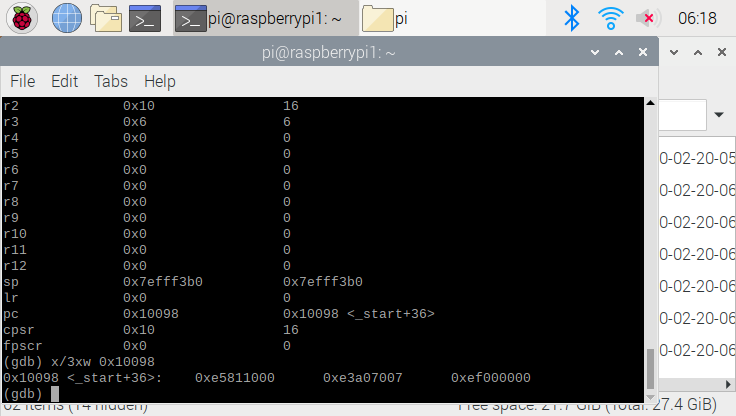 pi@raspberrypi1: ~
pi
06:18
pi@raspberrypi1: ~
File Edit Tabs Help
r2 0x10 16
r3 0x6 6
r4 0x0 0
r5 0x0 0
r6 0x0 0
r7 0x0 0
r8 0x0 0
r9 0x0 0
r10 0x0 0
r11 0x0 0
r12 0x0 0
sp 0x7efff3b0 0x7efff3b0
lr 0x0 0
pc 0x10098 0x10098 <_start+36>
cpsr 0x10 16
fpscr 0x0 0
(gdb) x/3xw 0x10098
0x10098 <_start+36>: 0xe5811000 0xe3a07007 0xef000000
(gdb)
0-02-20-05
0-02-20-06
0-02-20-06
0-02-20-06
0-02-20-06
0-02-20-06
0-02-20-06
62 items (14 hidden) Free space: 21.7 GiB (Total: 27.4 GiB)